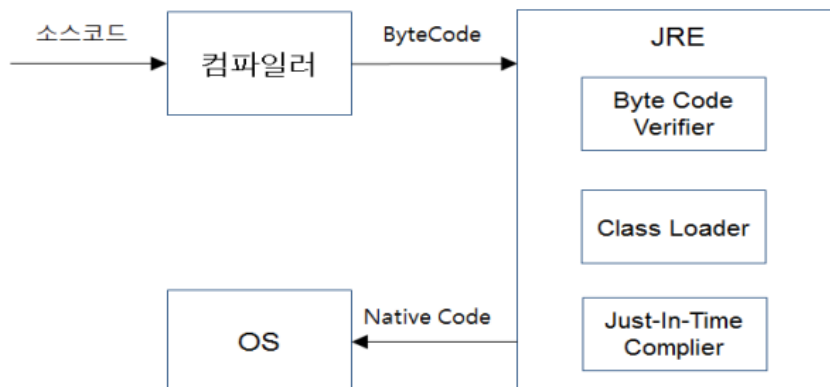 소스코드
컴파일러
ByteCode
JRE
Byte Code
Verifier
Class Loader
Just-In-Time
Complier
Native Code
OS